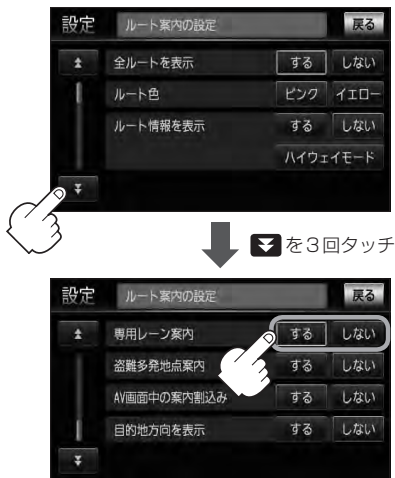 設定 ルート案内の設定 戻る
全ルートを表示 する しない
ルート色 ピンク イエロー
ルート情報を表示 する しない
ハイウェイモード
を3回タッチ
設定 ルート案内の設定 戻る
専用レーン案内 する しない
盗難多発地点案内 する しない
AV画面中の案内割込み する しない
目的地方向を表示 する しない